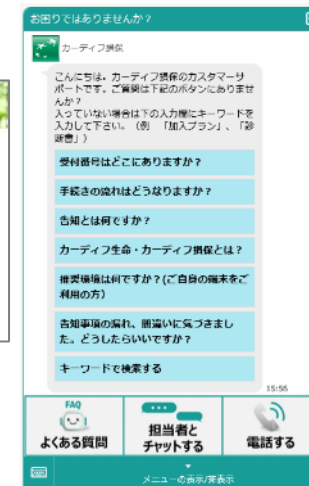 お困りではありませんか？
カーディフ損保
こんにちは。カーディフ損保のカスタマーサ
ポートです。ご質問は下記のボタンにありませ
んか？
入っていない場合は下の入力欄にキーワードを
入力して下さい。（例　「加入プラン」、「診
断書」）
受付番号はどこにありますか？
手続きの流れはどうなりますか？
告知とは何ですか？
カーディフ生命・カーディフ損保とは？
推奨環境は何ですか？(ご自身の端末をご
利用の方）
告知事項の漏れ、間違いに気づきまし
た。どうしたらいいですか？
キーワードで検索する
15:56
FAQ
よくある質問
担当者と
チャットする
電話する
メニューの表示/非表示